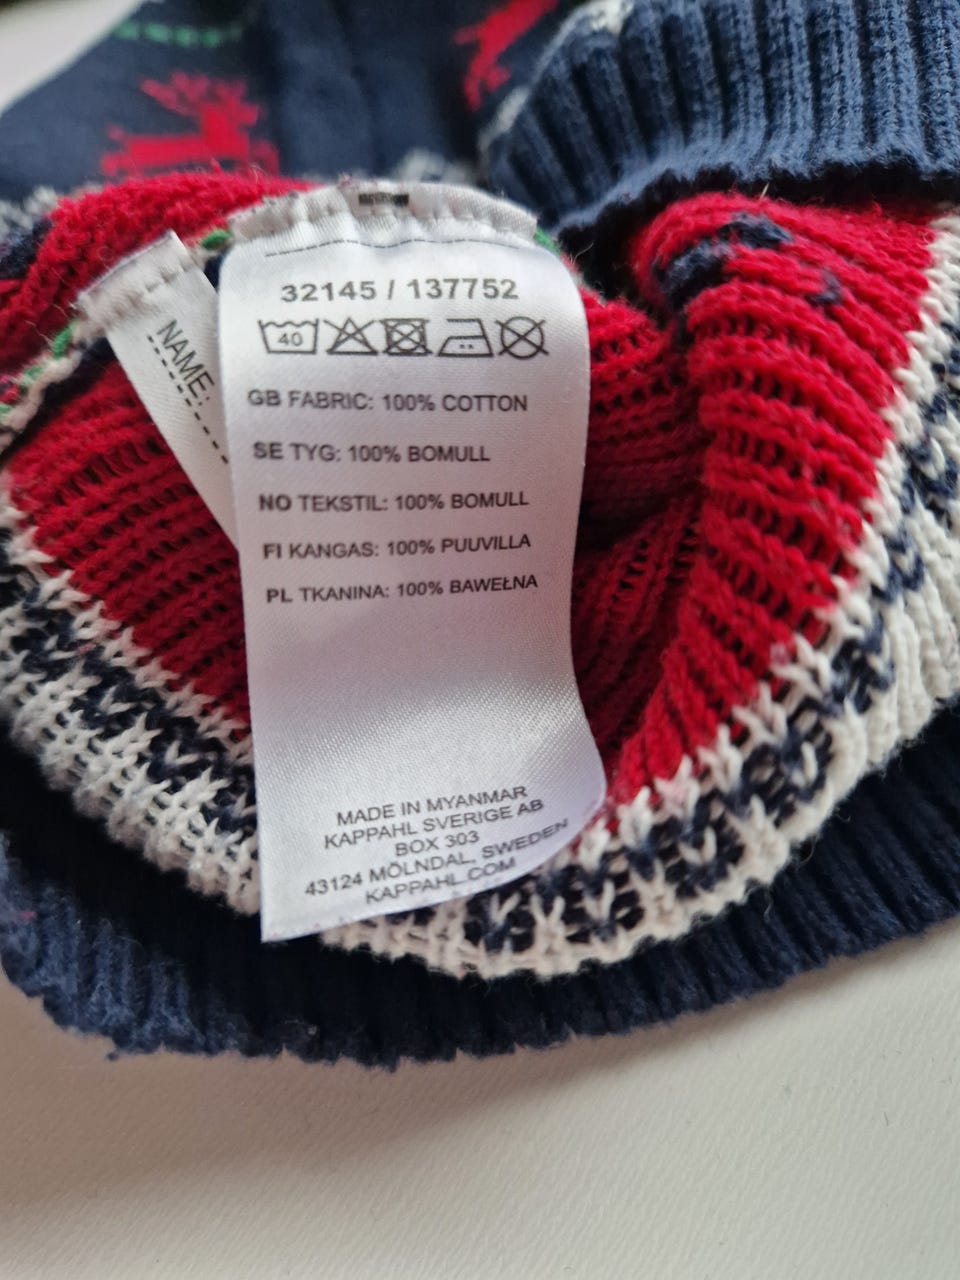 32145 / 137752
40
GB FABRIC: 100% COTTON
SE TYG: 100% BOMULL
NO TEKSTIL: 100% BOMULL
FI KANGAS: 100% PUUVILLA
PL TKANINA: 100% BAWEŁNA
MADE IN MYANMAR
KAPPAHL SVERIGE AB
BOX 303
43124 MÖLNDAL, SWEDEN
KAPPAHL.COM
NAME: